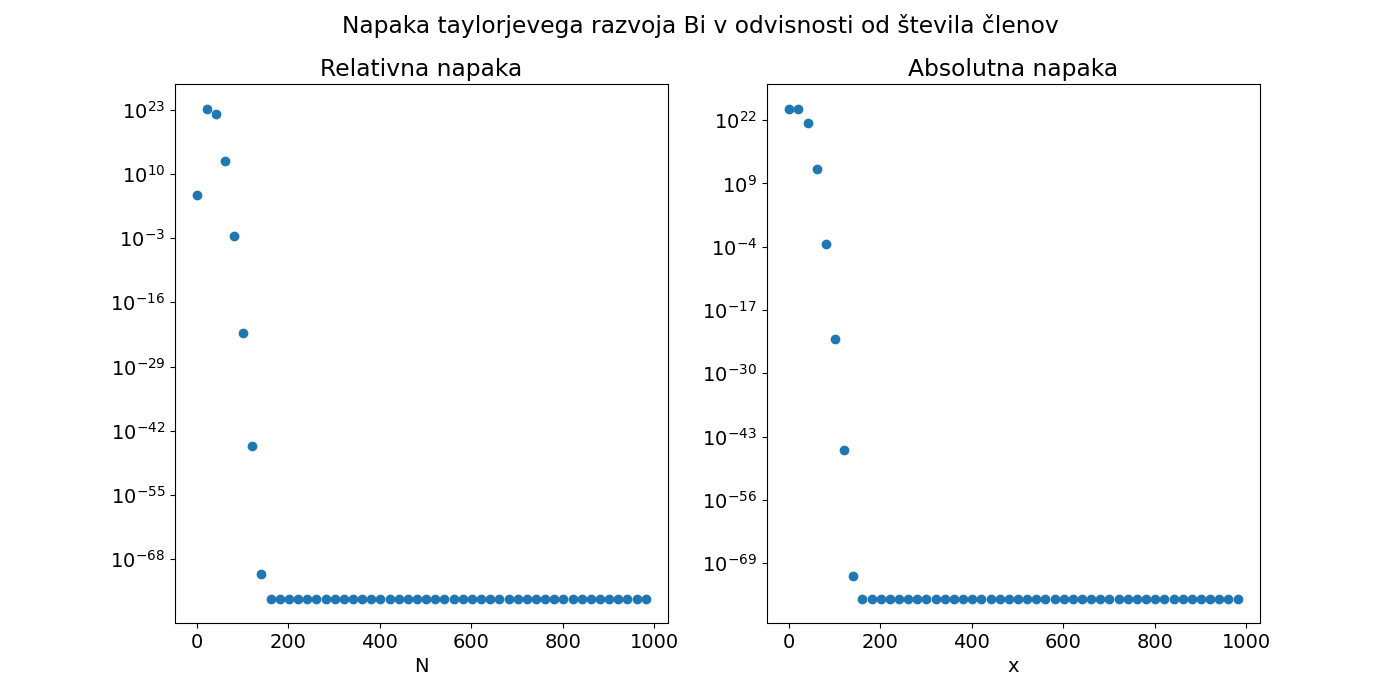 Napaka taylorjevega razvoja Bi v odvisnosti od števila členov
Relativna napaka
10^23
10^10
10^−3
10^−16
10^−29
10^−42
10^−55
10^−68
0 200 400 600 800 1000
N
Absolutna napaka
10^22
10^9
10^−4
10^−17
10^−30
10^−43
10^−56
10^−69
0 200 400 600 800 1000
x